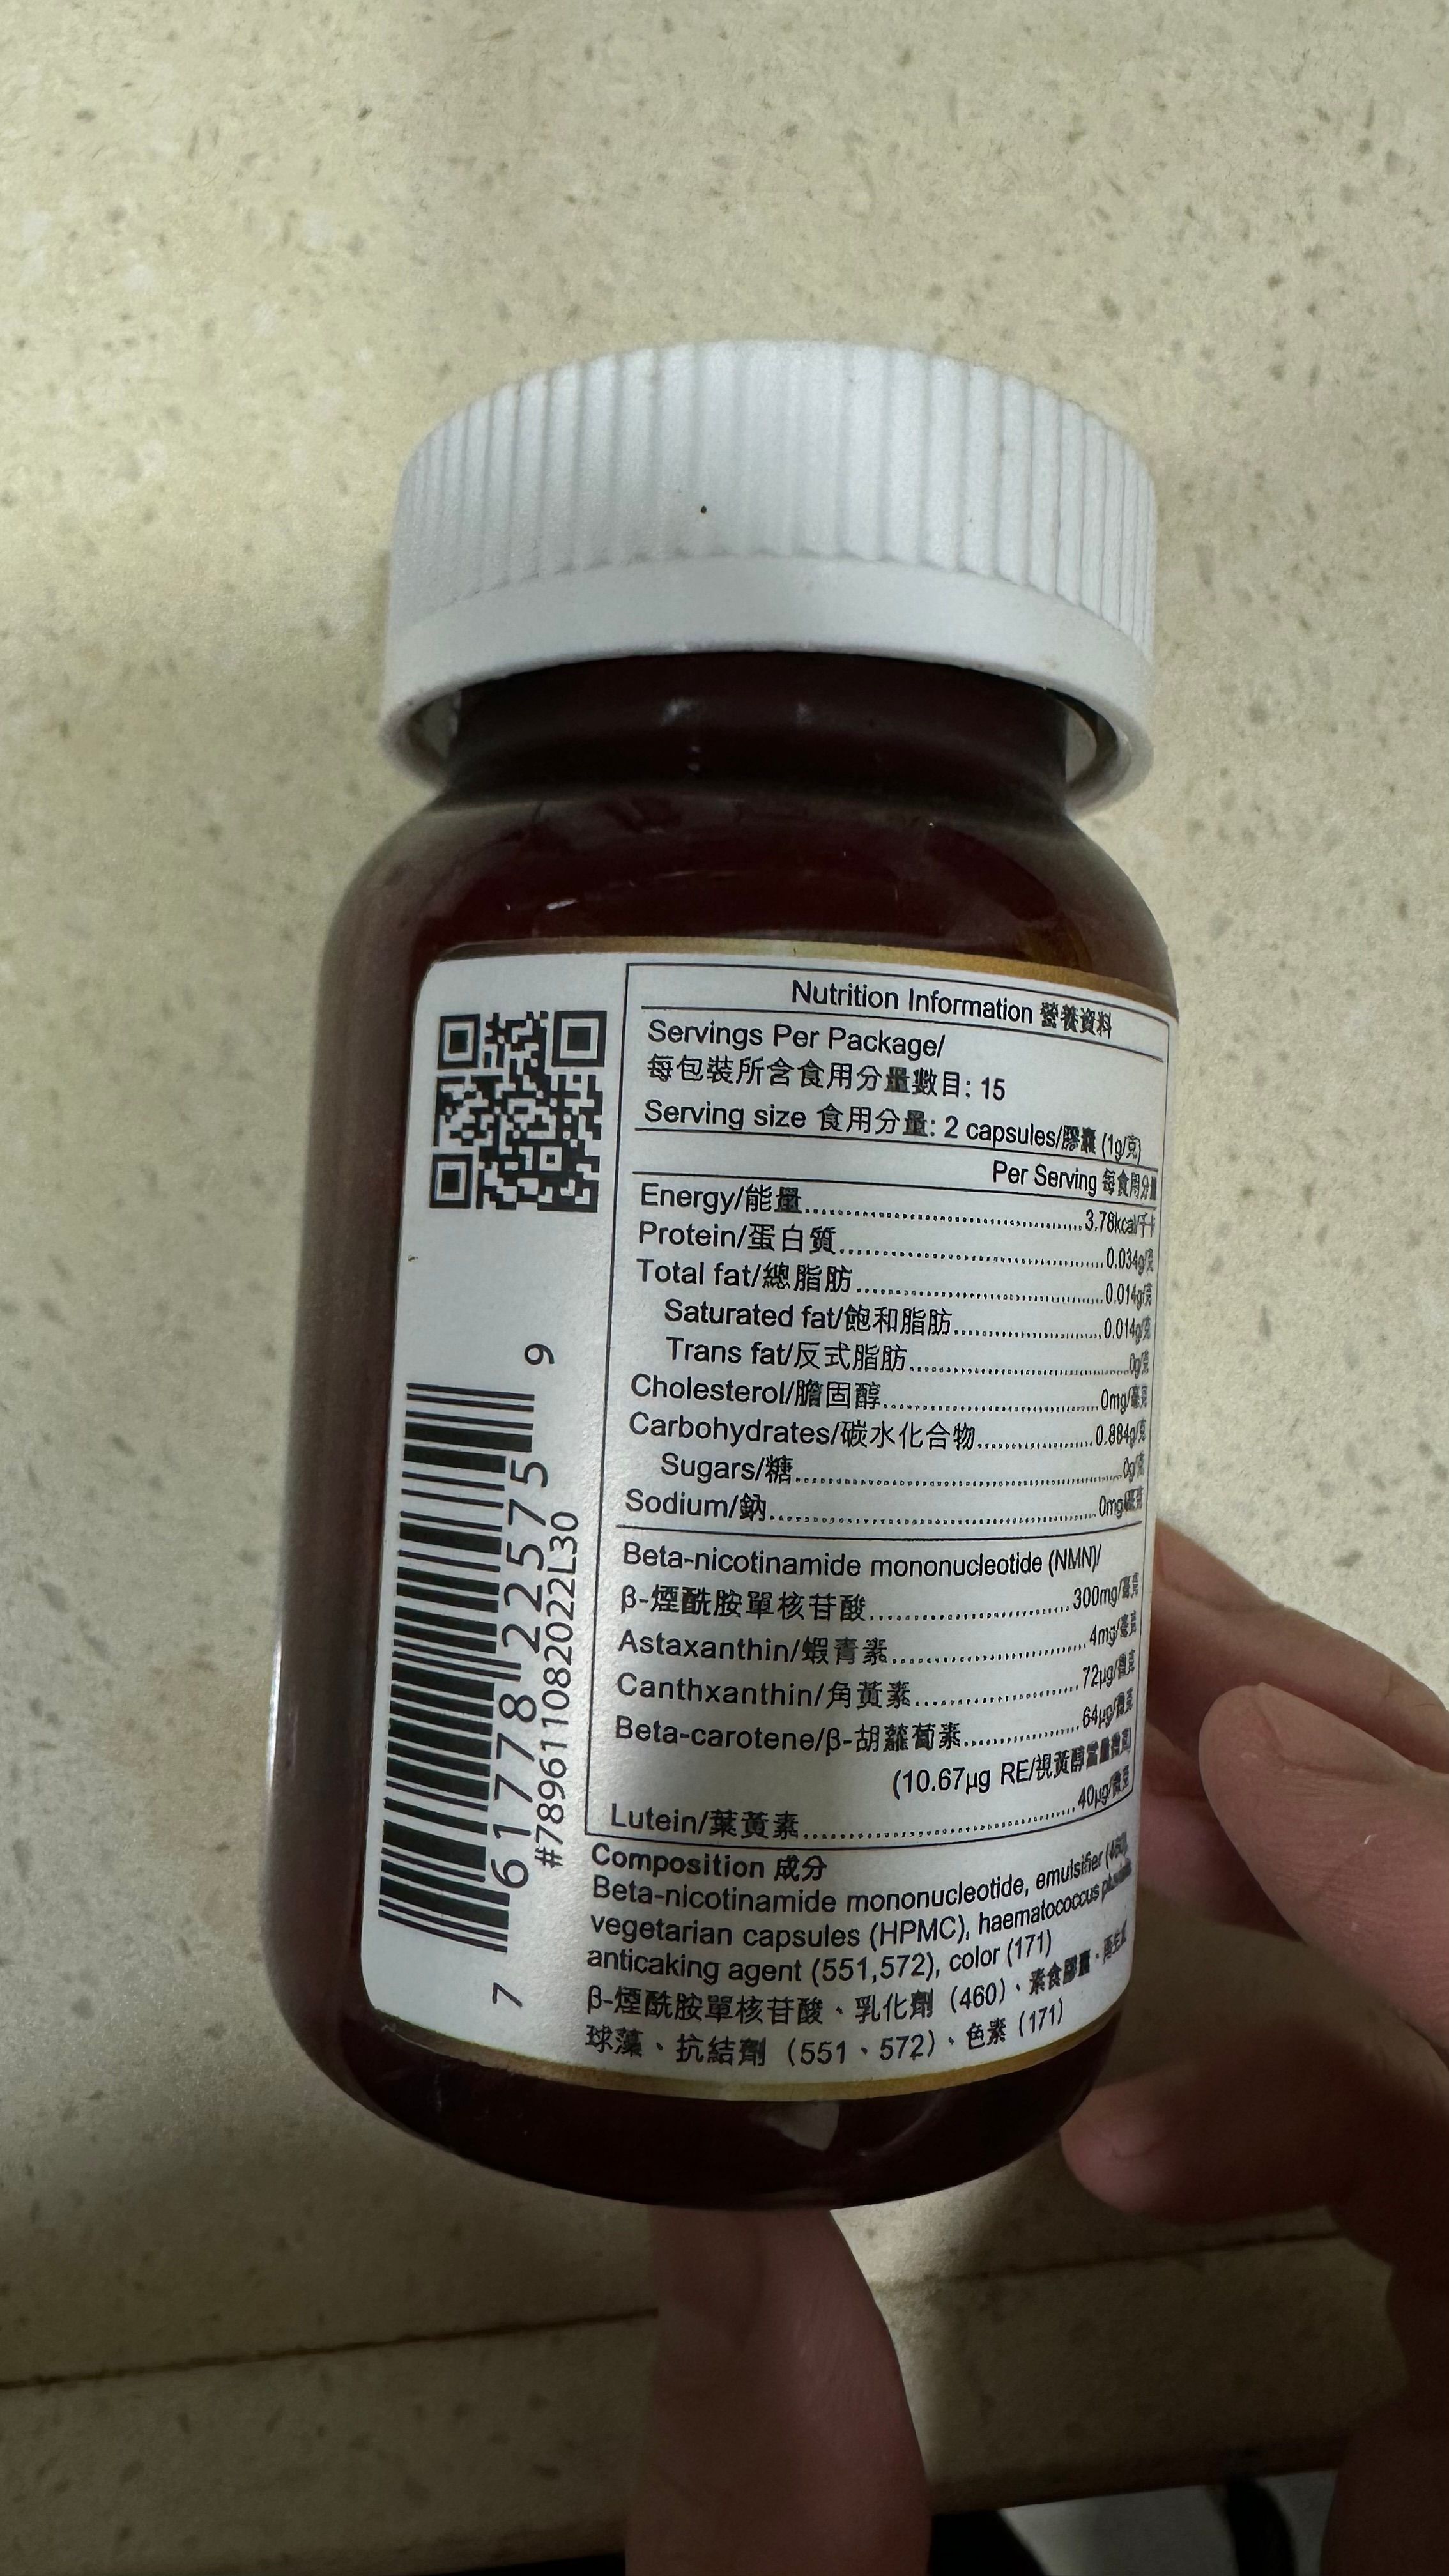 Nutrition Information 營養資料
Servings Per Package/
每包裝所含食用分量數目: 15
Serving size 食用分量: 2 capsules/膠囊 (1g/克)
Per Serving 每食用分量
Energy/能量..........3.78kcal/千卡
Protein/蛋白質..........0.034g/克
Total fat/總脂肪..........0.014g/克
Saturated fat/飽和脂肪..........0.014g/克
Trans fat/反式脂肪..........0g/克
Cholesterol/膽固醇..........0mg/毫克
Carbohydrates/碳水化合物..........0.884g/克
Sugars/糖..........0g/克
Sodium/鈉..........0mg/毫克
Beta-nicotinamide mononucleotide (NMN)/
β-煙酰胺單核苷酸..........300mg/毫克
Astaxanthin/蝦青素..........4mg/毫克
Canthxanthin/角黃素..........72µg/微克
Beta-carotene/β-胡蘿蔔素..........64µg/微克
(10.67µg RE/視黃醇當量微克)
Lutein/葉黃素..........40µg/微克
Composition 成分
Beta-nicotinamide mononucleotide, emulsifier (460),
vegetarian capsules (HPMC), haematococcus
anticaking agent (551,572), color (171)
β-煙酰胺單核苷酸、乳化劑（460）、素食膠囊、
球藻、抗結劑（551、572）、色素（171）
7 61778 22575 9
#789611082022L30